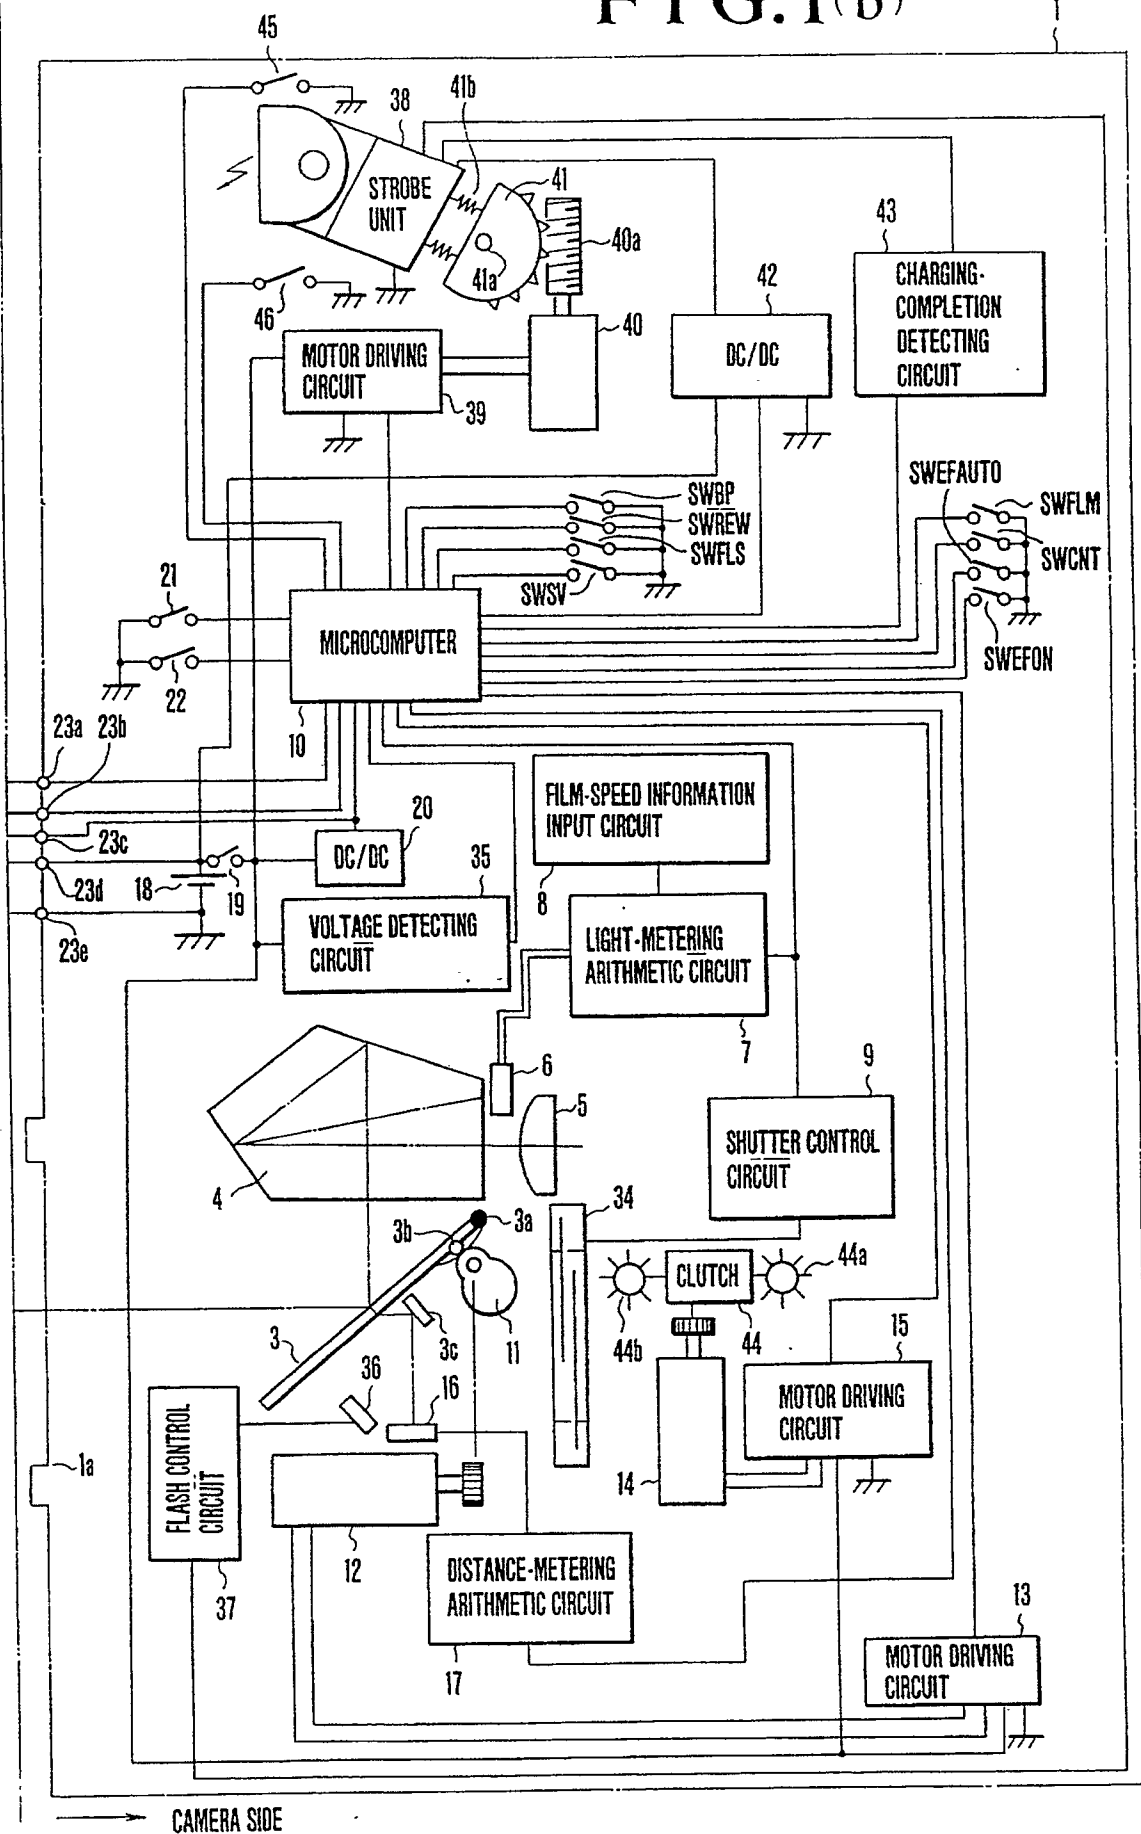 FIG.1(b)
45
38
41b
STROBE
UNIT
41
41a
40a
43
CHARGING-
COMPLETION
DETECTING
CIRCUIT
42
DC/DC
46
40
MOTOR DRIVING
CIRCUIT
39
SWBP
SWREW
SWFLS
SWSV
SWEFAUTO
SWFLM
SWCNT
SWEFON
21
22
MICROCOMPUTER
10
23a
23b
23c
23d
23e
18
19
20
DC/DC
35
VOLTAGE DETECTING
CIRCUIT
FILM-SPEED INFORMATION
INPUT CIRCUIT
8
LIGHT-METERING
ARITHMETIC CIRCUIT
7
6
5
4
9
SHUTTER CONTROL
CIRCUIT
34
3a
3b
3c
3
11
CLUTCH
44a
44b
44
15
MOTOR DRIVING
CIRCUIT
14
36
16
1a
FLASH CONTROL
CIRCUIT
37
12
DISTANCE-METERING
ARITHMETIC CIRCUIT
17
13
MOTOR DRIVING
CIRCUIT
CAMERA SIDE